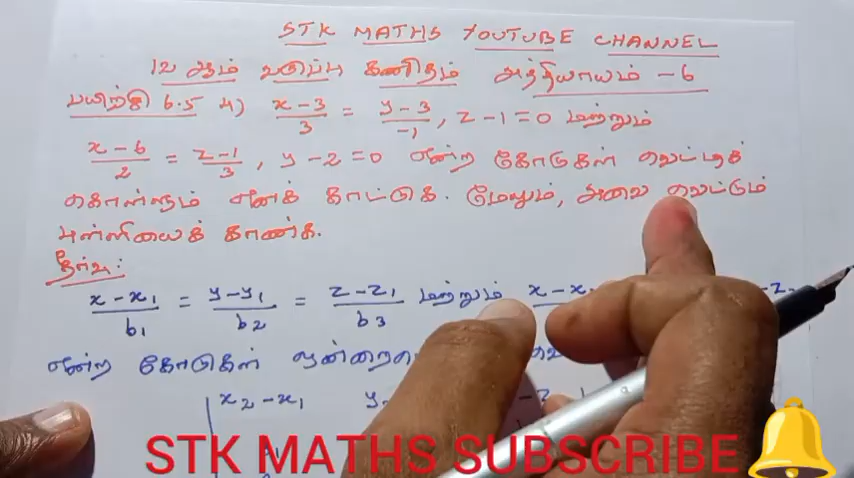 STK MATHS YOUTUBE CHANNEL
12 ஆம் வகுப்பு கணிதம் அத்தியாயம் - 6
பயிற்சி 6.5 4) x-3/3 = y-3/-1, z-1=0 மற்றும்
x-6/2 = z-1/3, y-2=0 என்ற கோடுகள் வெட்டிக்
கொள்ளும் எனக் காட்டுக. மேலும், அவை வெட்டும்
புள்ளியைக் காண்க.
தீர்வு:
x-x₁/b₁ = y-y₁/b₂ = z-z₁/b₃ மற்றும் x-x
என்ற கோடுகள்
x₂-x₁
STK MATHS SUBSCRIBE